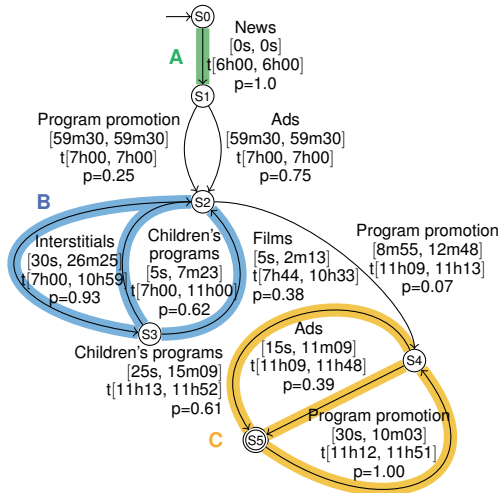 S0
News
[0s, 0s]
t[6h00, 6h00]
p=1.0
A
S1
Program promotion
[59m30, 59m30]
t[7h00, 7h00]
p=0.25
Ads
[59m30, 59m30]
t[7h00, 7h00]
p=0.75
B
S2
Interstitials
[30s, 26m25]
t[7h00, 10h59]
p=0.93
Children's
programs
[5s, 7m23]
t[7h00, 11h00]
p=0.62
Films
[5s, 2m13]
t[7h44, 10h33]
p=0.38
Program promotion
[8m55, 12m48]
t[11h09, 11h13]
p=0.07
S3
Children's programs
[25s, 15m09]
t[11h13, 11h52]
p=0.61
Ads
[15s, 11m09]
t[11h09, 11h48]
p=0.39
S4
Program promotion
[30s, 10m03]
t[11h12, 11h51]
p=1.00
C
S5